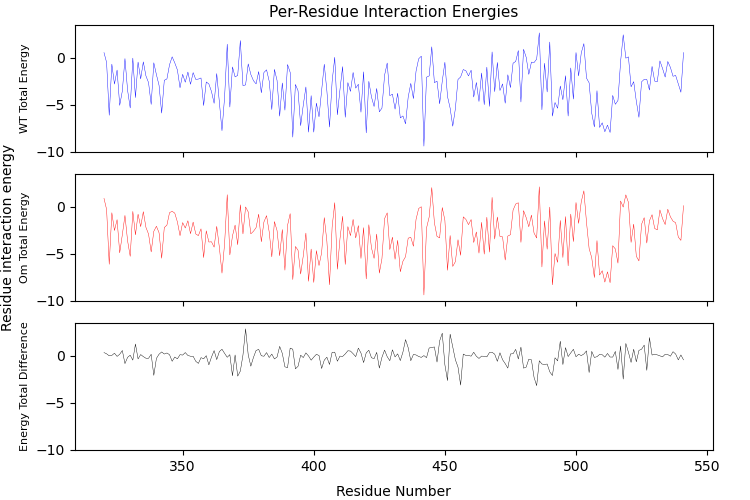 Per-Residue Interaction Energies
Residue interaction energy
WT Total Energy
0
−5
−10
Om Total Energy
0
−5
−10
Energy Total Difference
0
−5
−10
350 400 450 500 550
Residue Number